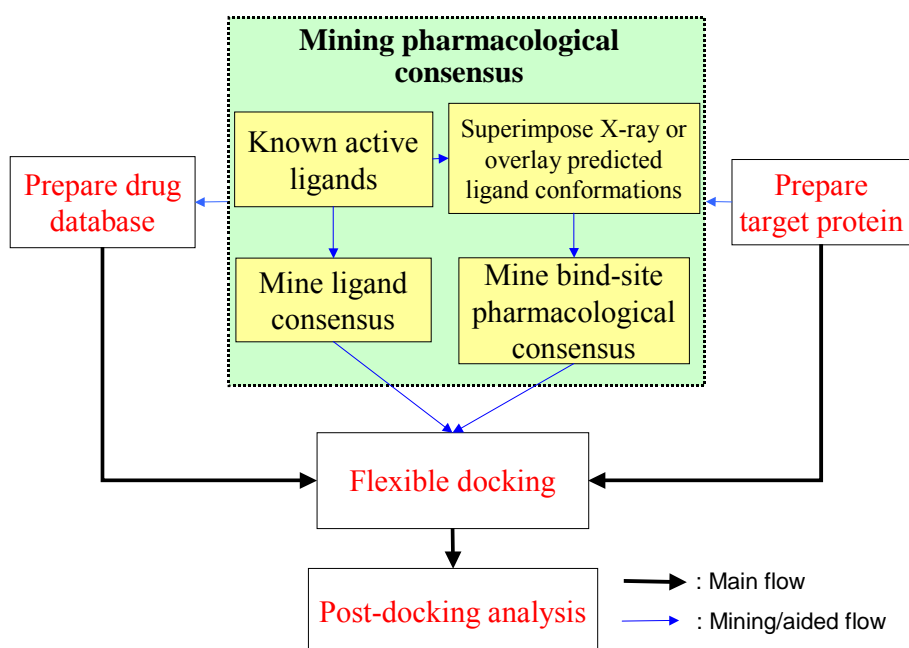 Mining pharmacological
consensus
Known active
ligands
Superimpose X-ray or
overlay predicted
ligand conformations
Prepare drug
database
Prepare
target protein
Mine ligand
consensus
Mine bind-site
pharmacological
consensus
Flexible docking
Post-docking analysis
: Main flow
: Mining/aided flow